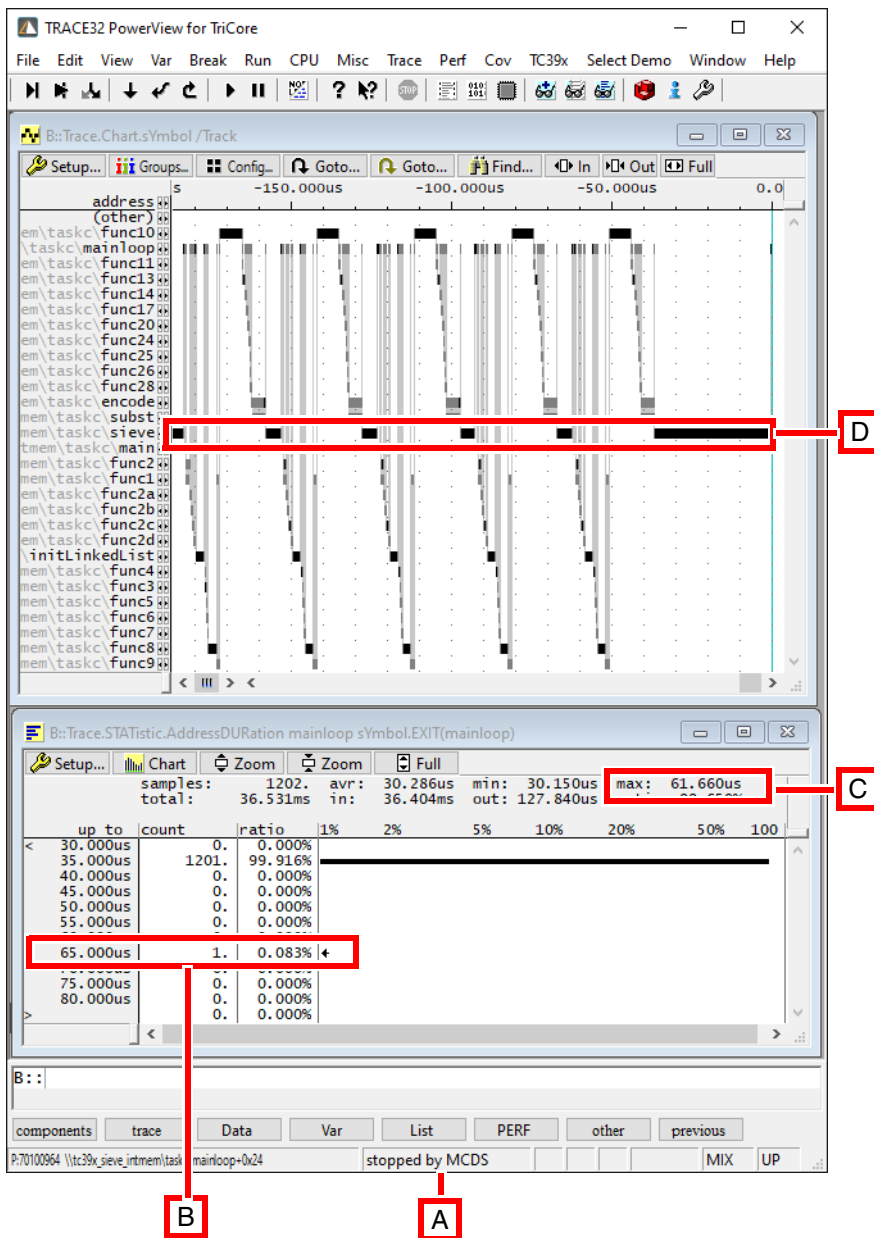 TRACE32 PowerView for TriCore
File Edit View Var Break Run CPU Misc Trace Perf Cov TC39x Select Demo Window Help
B::Trace.Chart.sYmbol /Track
Setup... Groups... Config... Goto... Goto... Find... In Out Full
s -150.000us -100.000us -50.000us 0.0
address
(other)
em\taskc\func10
\taskc\mainloop
em\taskc\func11
em\taskc\func13
em\taskc\func14
em\taskc\func17
em\taskc\func20
em\taskc\func24
em\taskc\func25
em\taskc\func26
em\taskc\func28
em\taskc\encode
mem\taskc\subst
mem\taskc\sieve
D
tmem\taskc\main
mem\taskc\func2
mem\taskc\func1
em\taskc\func2a
em\taskc\func2b
em\taskc\func2c
em\taskc\func2d
\initLinkedList
mem\taskc\func4
mem\taskc\func3
mem\taskc\func5
mem\taskc\func6
mem\taskc\func7
mem\taskc\func8
mem\taskc\func9
B::Trace.STATistic.AddressDURation mainloop sYmbol.EXIT(mainloop)
Setup... Chart Zoom Zoom Full
samples: 1202. avr: 30.286us min: 30.150us max: 61.660us
C
total: 36.531ms in: 36.404ms out: 127.840us
up to count ratio 1% 2% 5% 10% 20% 50% 100
< 30.000us 0. 0.000%
35.000us 1201. 99.916%
40.000us 0. 0.000%
45.000us 0. 0.000%
50.000us 0. 0.000%
55.000us 0. 0.000%
65.000us 1. 0.083%
75.000us 0. 0.000%
80.000us 0. 0.000%
> 0. 0.000%
B::
components trace Data Var List PERF other previous
P:70100964 \\tc39x_sieve_intmem\task mainloop+0x24 stopped by MCDS MIX UP
B
A